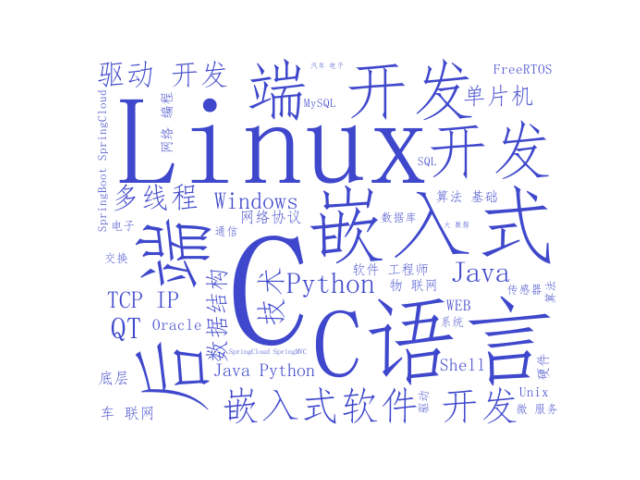 汽车 电子
驱动 开发
端 开发
FreeRTOS
SpringBoot SpringCloud
网络 编程
MySQL
单片机
Linux
SQL
开发
多线程
Windows
嵌入式
算法 基础
网络协议
数据库
大 数据
电子
通信
后端
交换
C
技术
数据结构
软件 工程师
Java
Python
物 联网
传感器
算法
TCP IP
C语言
WEB
QT
Oracle
系统
SpringCloud SpringMVC
Java Python
Shell
硬件
底层
嵌入式软件 开发
驱动
Unix
车 联网
微 服务